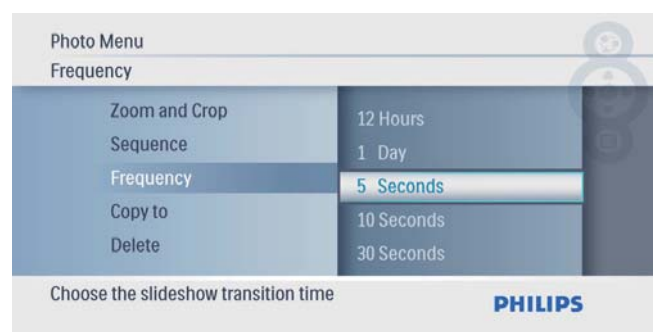 Photo Menu
Frequency
Zoom and Crop
Sequence
Frequency
Copy to
Delete
12 Hours
1 Day
5 Seconds
10 Seconds
30 Seconds
Choose the slideshow transition time
PHILIPS